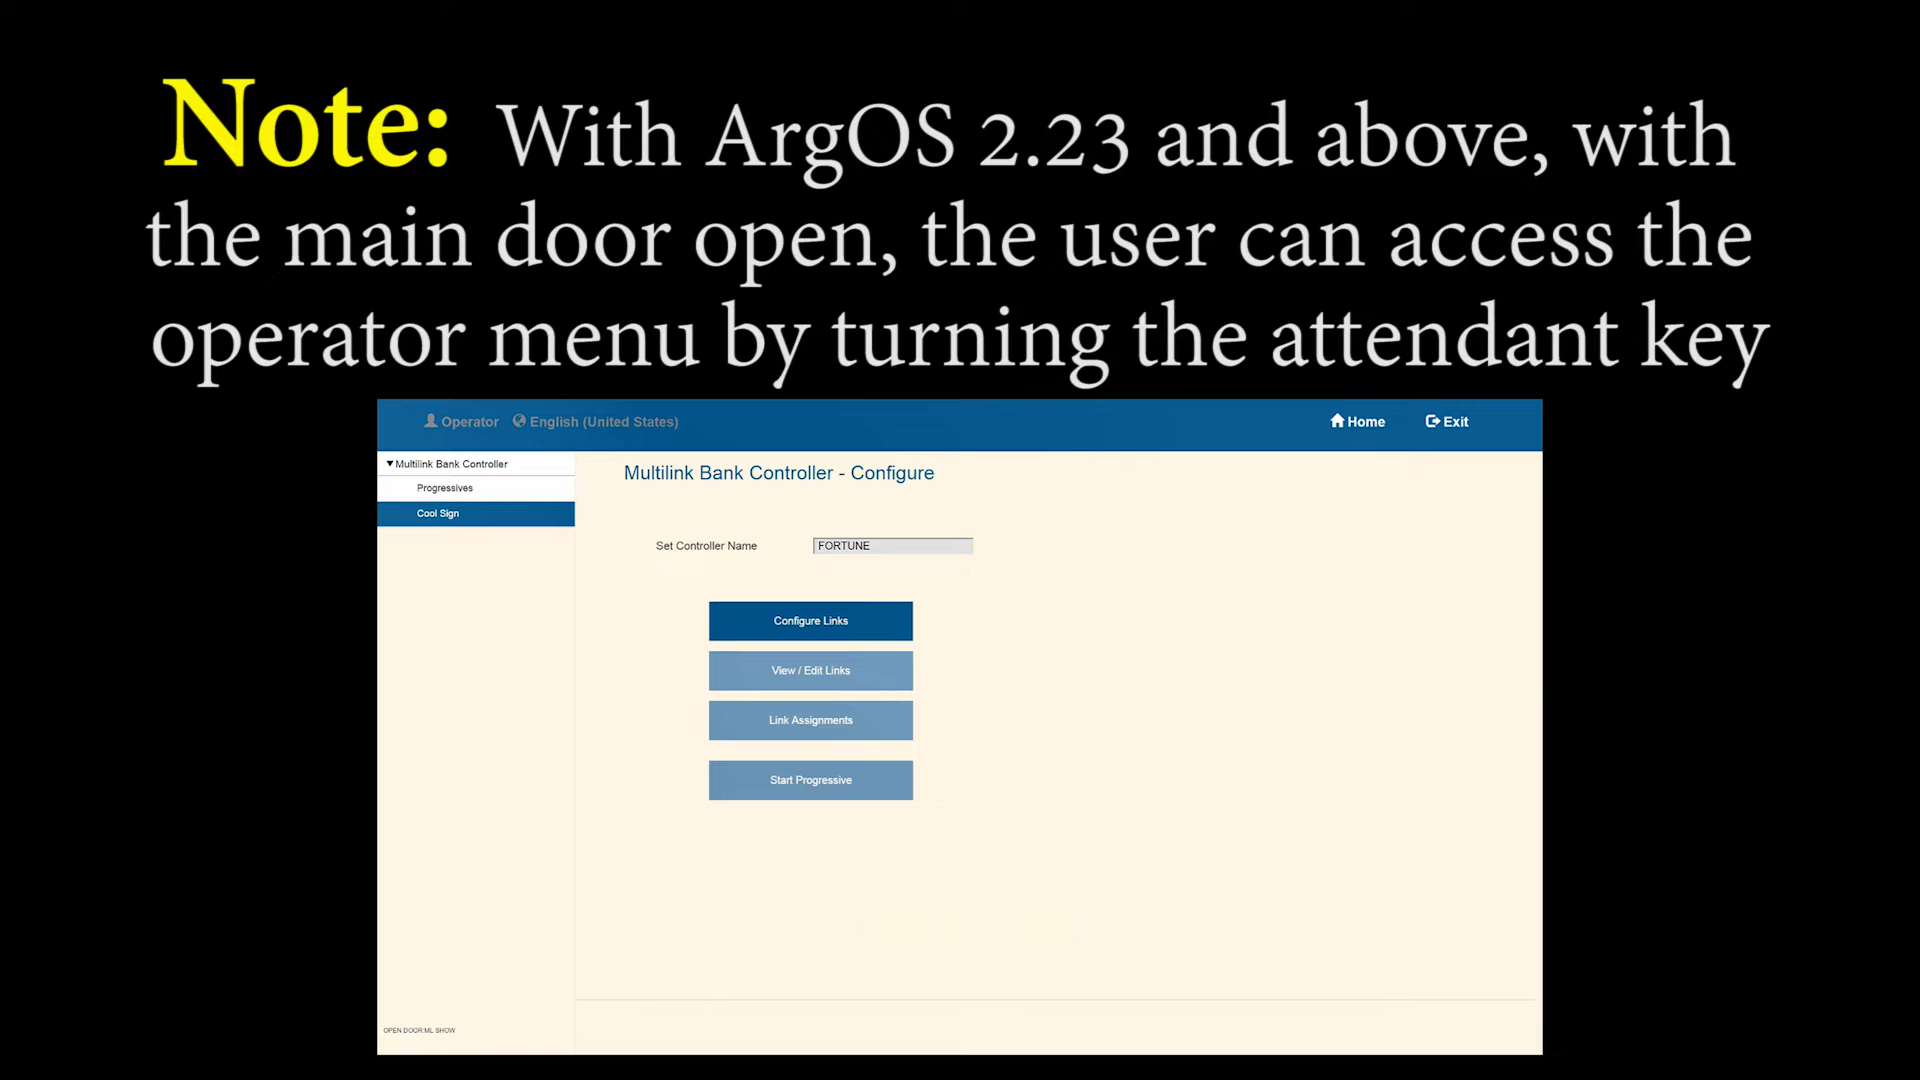 Note: With ArgOS 2.23 and above, with
the main door open, the user can access the
operator menu by turning the attendant key
Operator English (United States) Home Exit
Multilink Bank Controller
Progressives
Cool Sign
Multilink Bank Controller - Configure
Set Controller Name FORTUNE
Configure Links
View / Edit Links
Link Assignments
Start Progressive
OPEN DOOR:ML SHOW